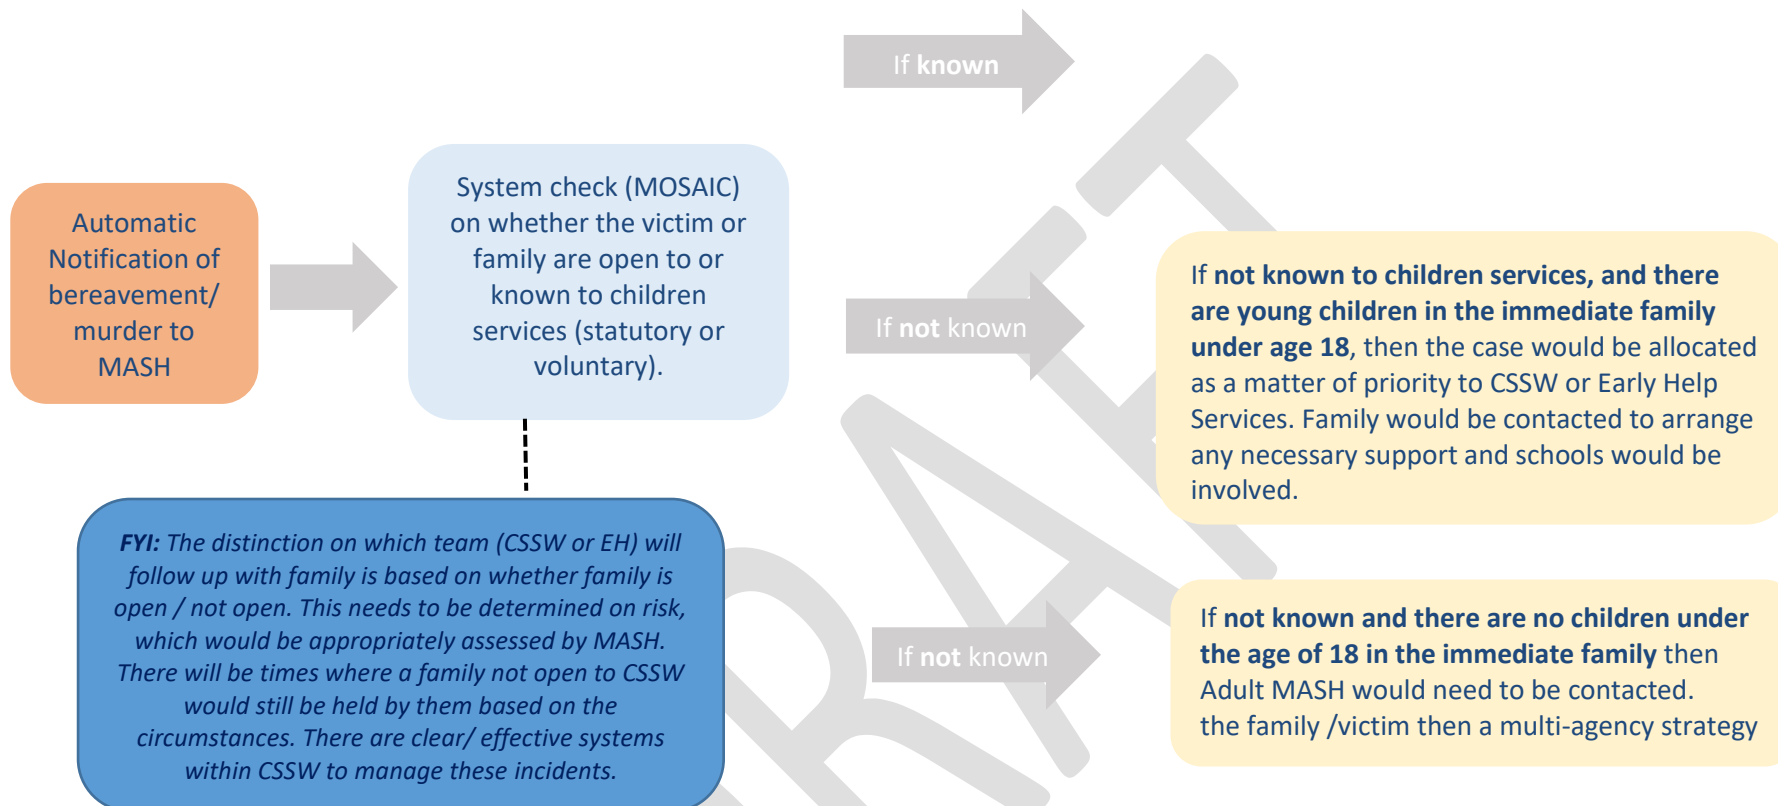 If known
Automatic
Notification of
bereavement/
murder to
MASH
System check (MOSAIC)
on whether the victim or
family are open to or
known to children
services (statutory or
voluntary).
If not known
If not known to children services, and there
are young children in the immediate family
under age 18, then the case would be allocated
as a matter of priority to CSSW or Early Help
Services. Family would be contacted to arrange
any necessary support and schools would be
involved.
FYI: The distinction on which team (CSSW or EH) will
follow up with family is based on whether family is
open / not open. This needs to be determined on risk,
which would be appropriately assessed by MASH.
There will be times where a family not open to CSSW
would still be held by them based on the
circumstances. There are clear/ effective systems
within CSSW to manage these incidents.
If not known
If not known and there are no children under
the age of 18 in the immediate family then
Adult MASH would need to be contacted.
the family /victim then a multi-agency strategy
DRAFT